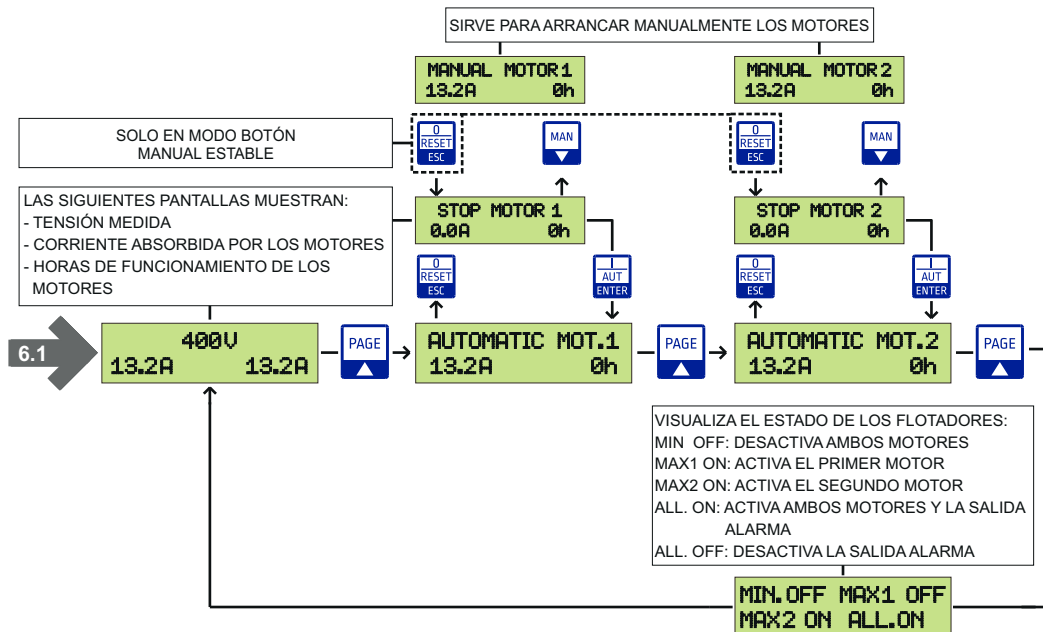 SIRVE PARA ARRANCAR MANUALMENTE LOS MOTORES
MANUAL MOTOR 1
13.2A 0h
MANUAL MOTOR 2
13.2A 0h
SOLO EN MODO BOTÓN
MANUAL ESTABLE
0
RESET
ESC
MAN
0
RESET
ESC
MAN
LAS SIGUIENTES PANTALLAS MUESTRAN:
- TENSIÓN MEDIDA
- CORRIENTE ABSORBIDA POR LOS MOTORES
- HORAS DE FUNCIONAMIENTO DE LOS
MOTORES
STOP MOTOR 1
0.0A 0h
STOP MOTOR 2
0.0A 0h
0
RESET
ESC
I
AUT
ENTER
0
RESET
ESC
I
AUT
ENTER
6.1
400V
13.2A 13.2A
PAGE
AUTOMATIC MOT.1
13.2A 0h
PAGE
AUTOMATIC MOT.2
13.2A 0h
PAGE
VISUALIZA EL ESTADO DE LOS FLOTADORES:
MIN OFF: DESACTIVA AMBOS MOTORES
MAX1 ON: ACTIVA EL PRIMER MOTOR
MAX2 ON: ACTIVA EL SEGUNDO MOTOR
ALL. ON: ACTIVA AMBOS MOTORES Y LA SALIDA
ALARMA
ALL. OFF: DESACTIVA LA SALIDA ALARMA
MIN.OFF MAX1 OFF
MAX2 ON ALL.ON